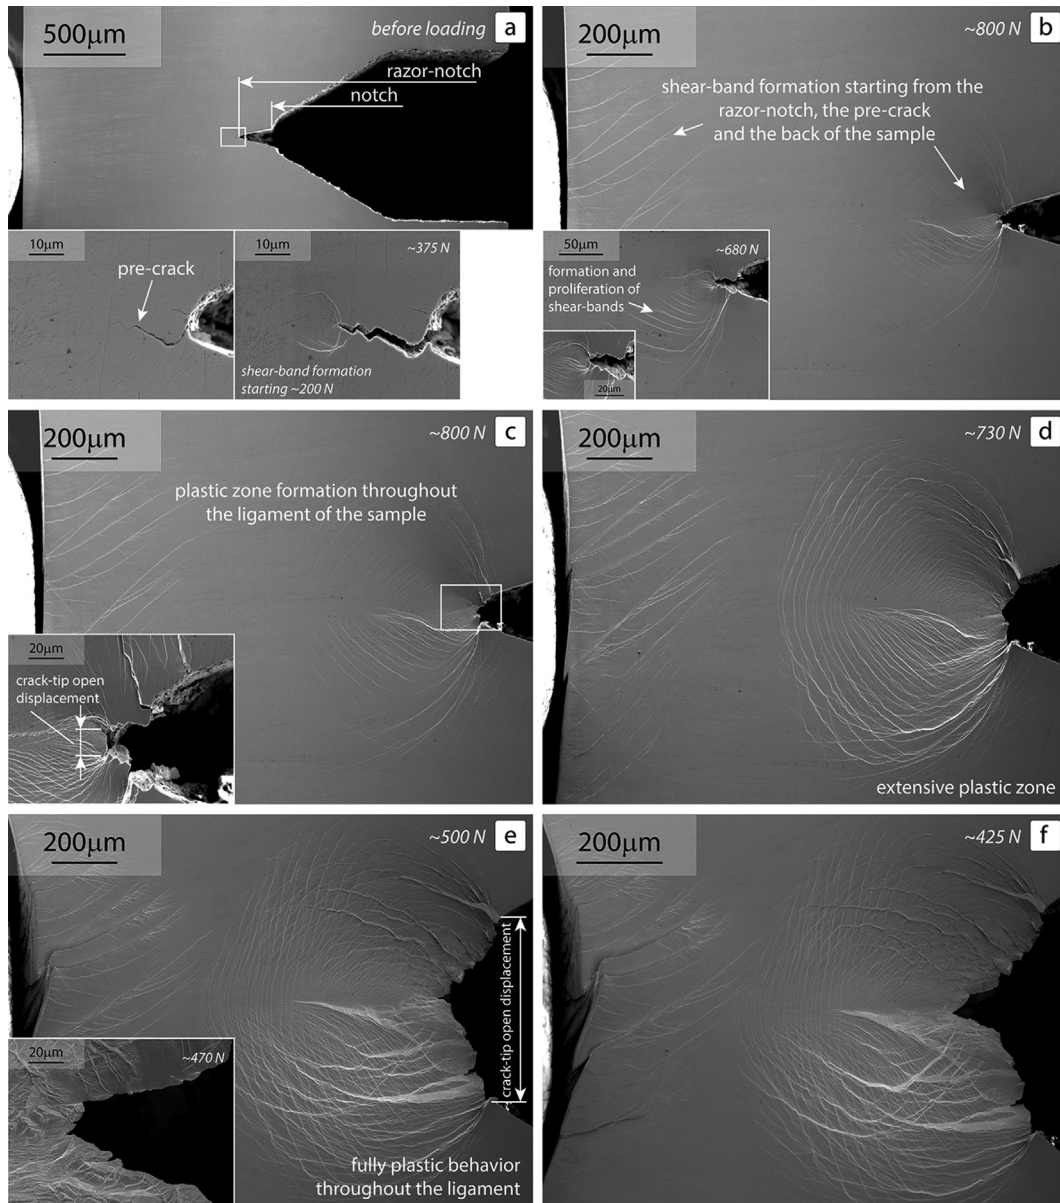 500μm
before loading
a
razor-notch
notch
10μm
pre-crack
10μm
~375 N
shear-band formation
starting ~200 N
200μm
~800 N
b
shear-band formation starting from the
razor-notch, the pre-crack
and the back of the sample
50μm
~680 N
formation and
proliferation of
shear-bands
20μm
200μm
~800 N
c
plastic zone formation throughout
the ligament of the sample
20μm
crack-tip open
displacement
200μm
~730 N
d
extensive plastic zone
200μm
~500 N
e
crack-tip open displacement
20μm
~470 N
fully plastic behavior
throughout the ligament
200μm
~425 N
f